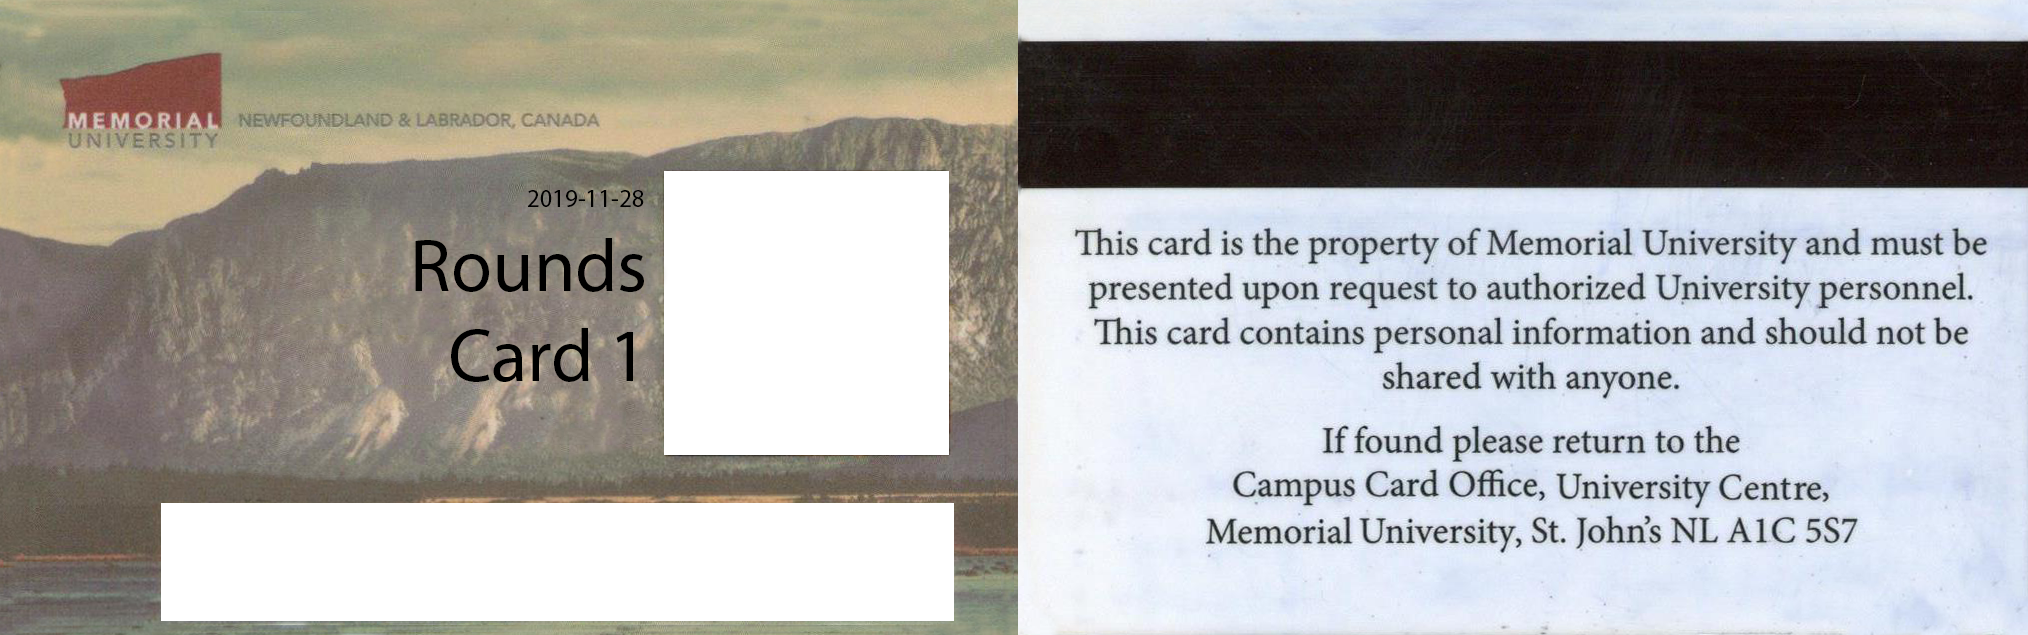 MEMORIAL
UNIVERSITY
NEWFOUNDLAND & LABRADOR, CANADA
2019-11-28
Rounds
Card 1
This card is the property of Memorial University and must be
presented upon request to authorized University personnel.
This card contains personal information and should not be
shared with anyone.
If found please return to the
Campus Card Office, University Centre,
Memorial University, St. John's NL A1C 5S7